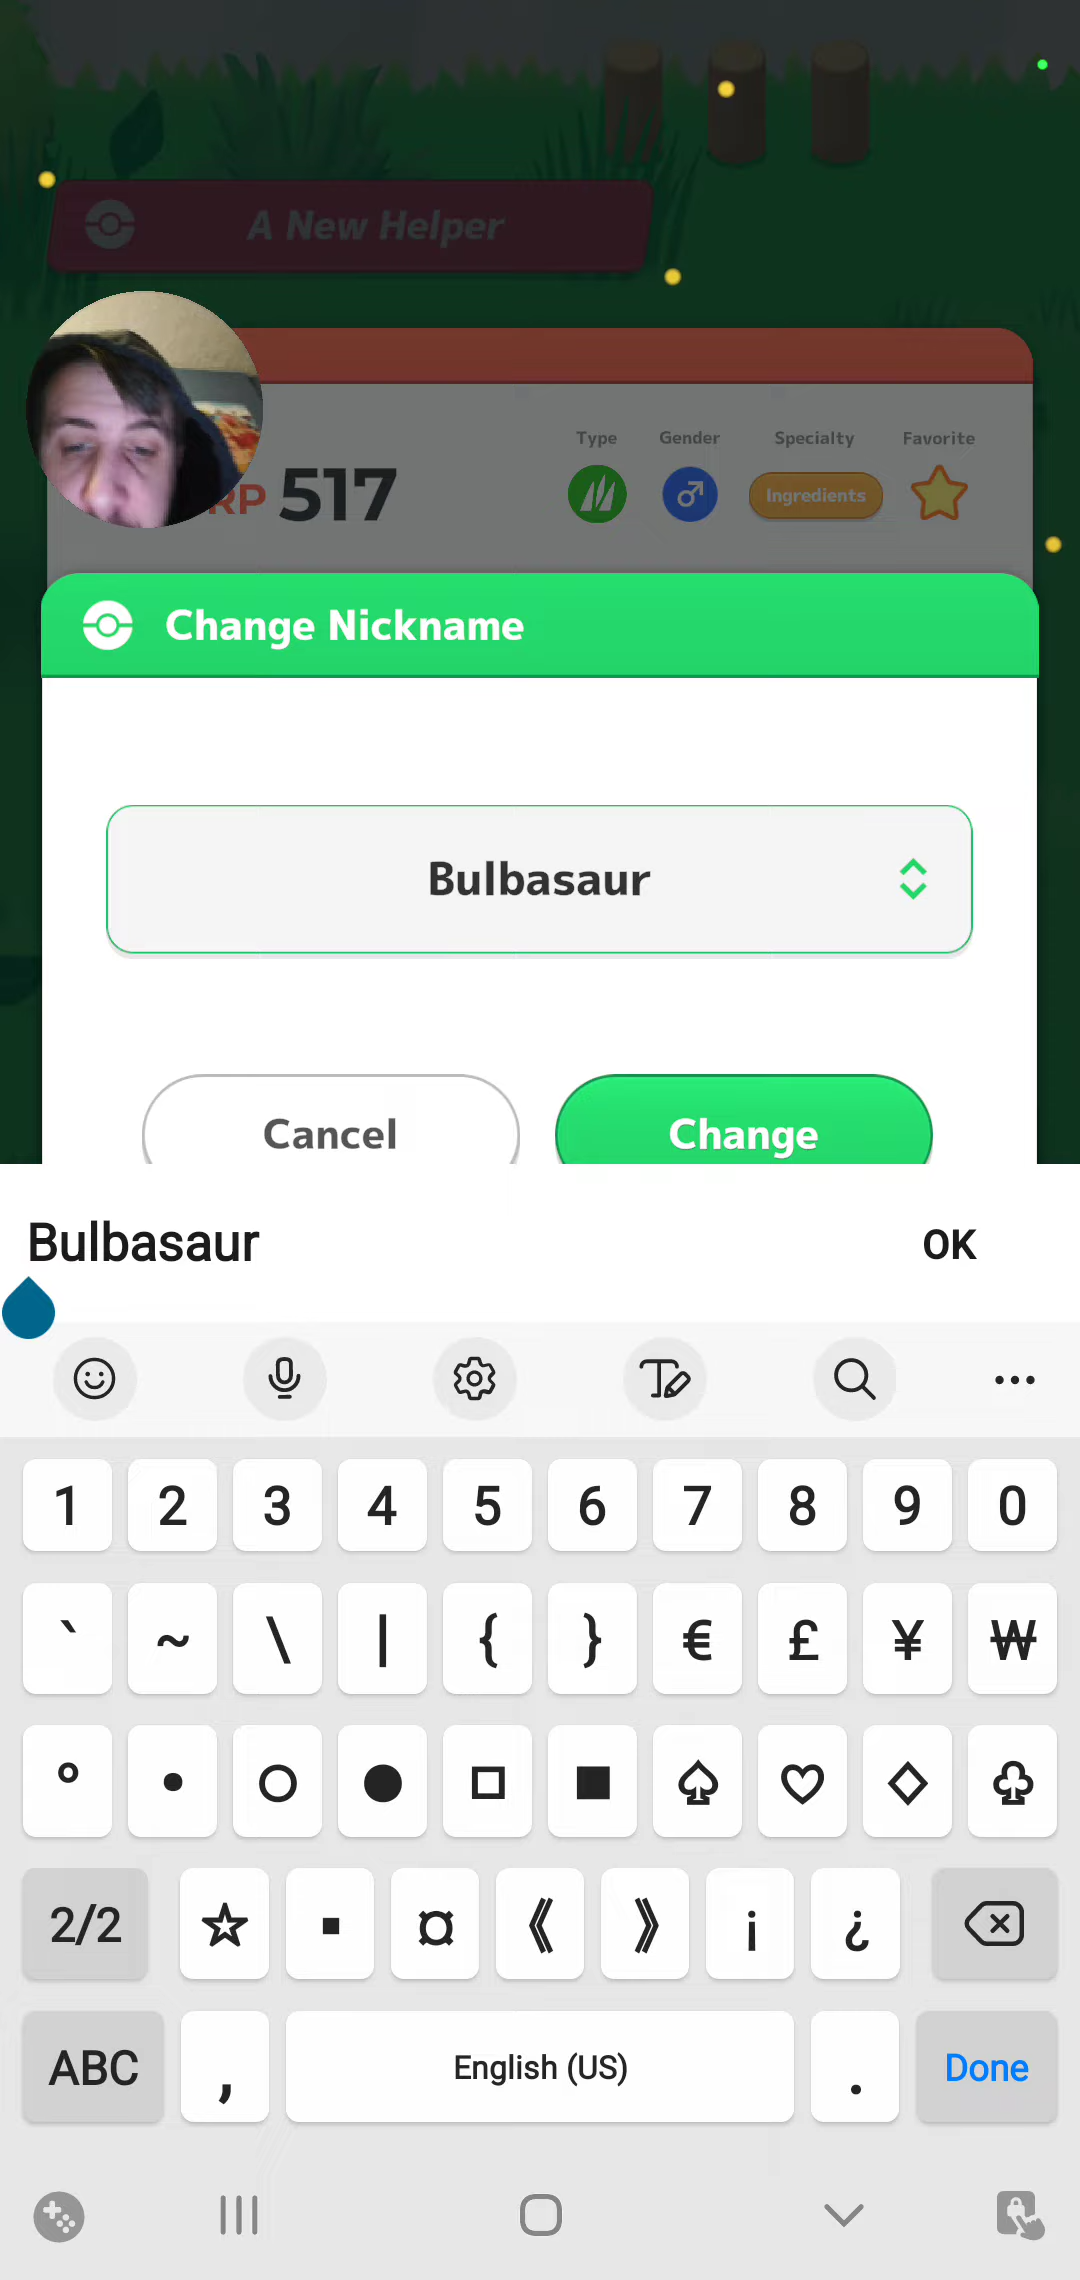 A New Helper
Type Gender Specialty Favorite
RP 517
Ingredients
Change Nickname
Bulbasaur
Cancel Change
Bulbasaur OK
1 2 3 4 5 6 7 8 9 0
` ~ \ | { } € £ ¥ ₩
° • ○ ● □ ■ ♤ ♡ ◇ ♧
2/2 ☆ ▪ ¤ 《 》 ¡ ¿
ABC , English (US) . Done